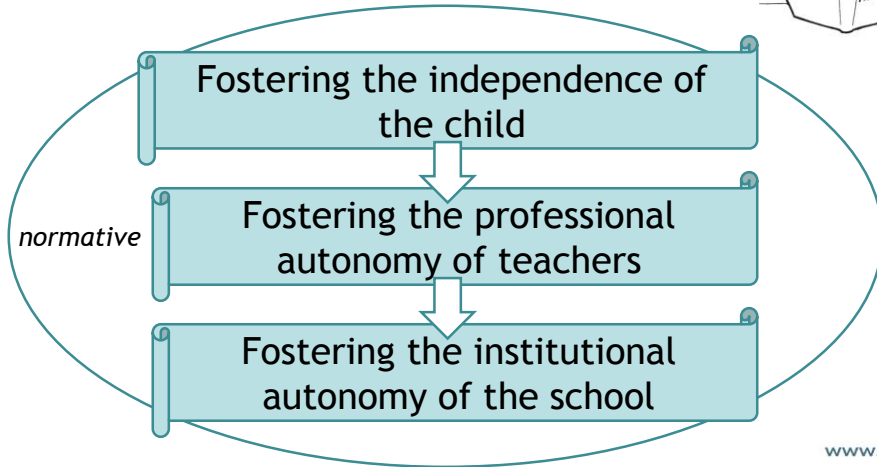 Fostering the independence of
the child
normative
Fostering the professional
autonomy of teachers
Fostering the institutional
autonomy of the school
www.